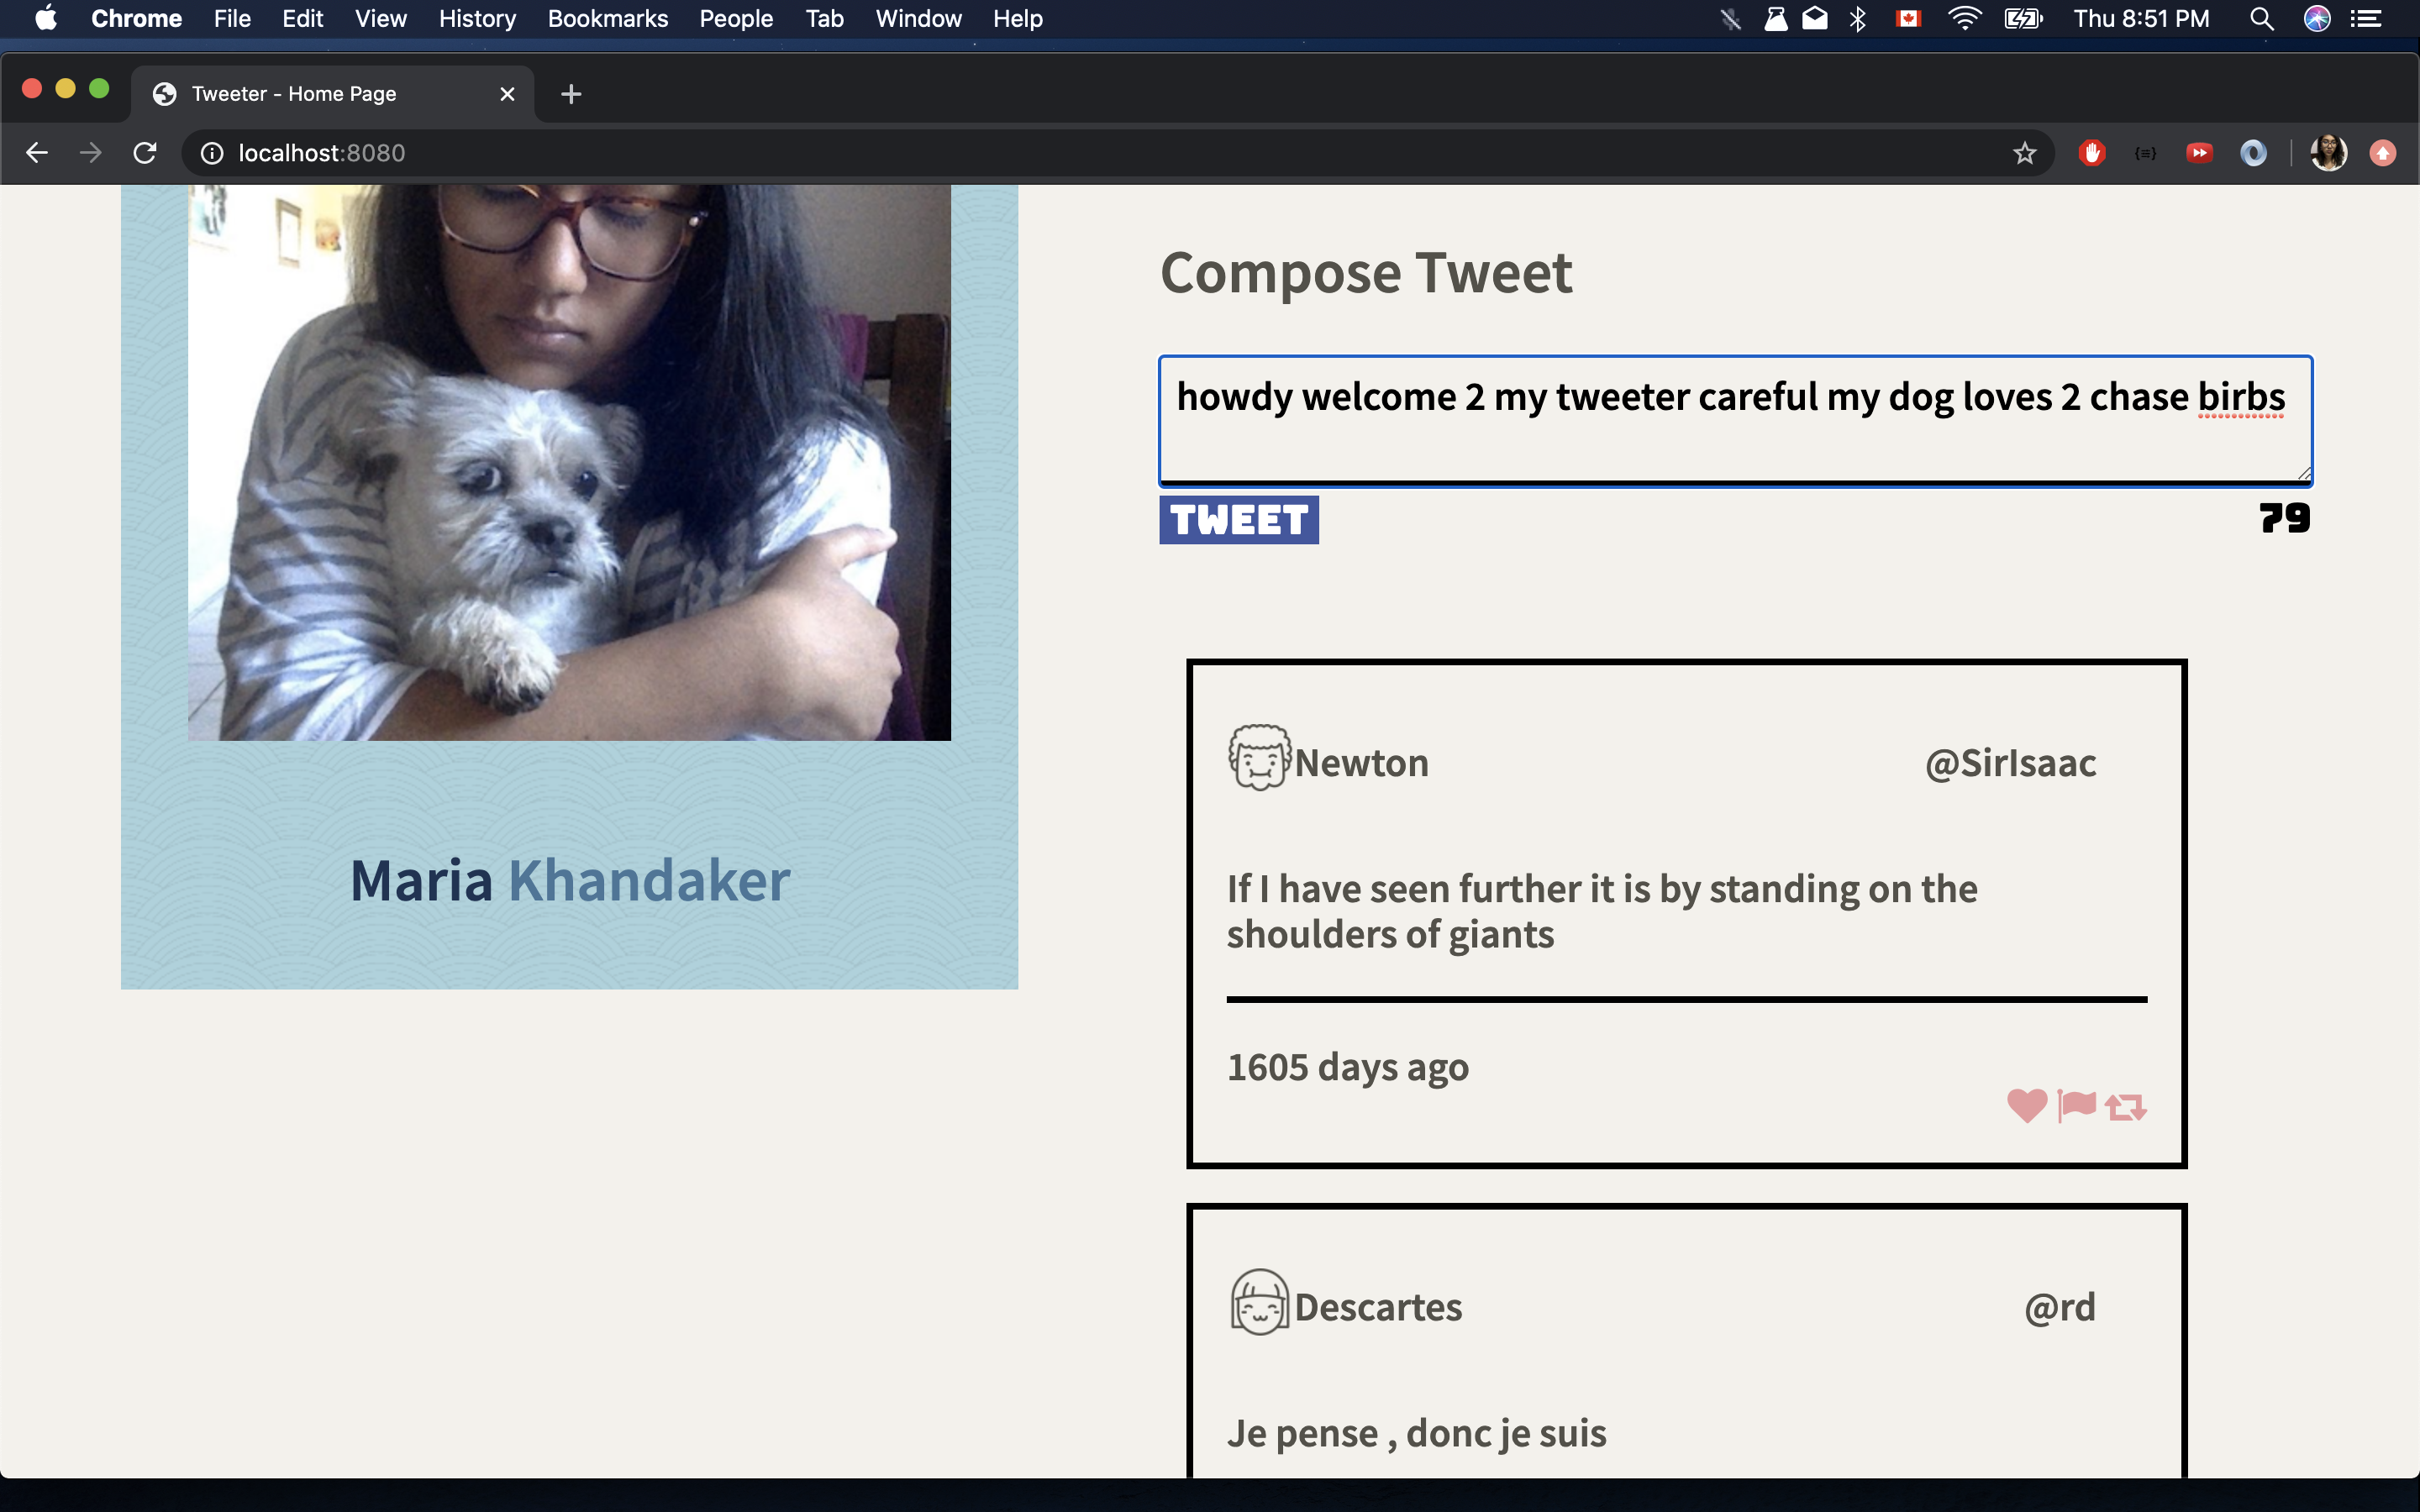 Chrome File Edit View History Bookmarks People Tab Window Help Thu 8:51 PM
Tweeter - Home Page
localhost:8080
Compose Tweet
howdy welcome 2 my tweeter careful my dog loves 2 chase birbs
TWEET 79
Newton @SirIsaac
If I have seen further it is by standing on the
shoulders of giants
1605 days ago
Maria Khandaker
Descartes @rd
Je pense , donc je suis